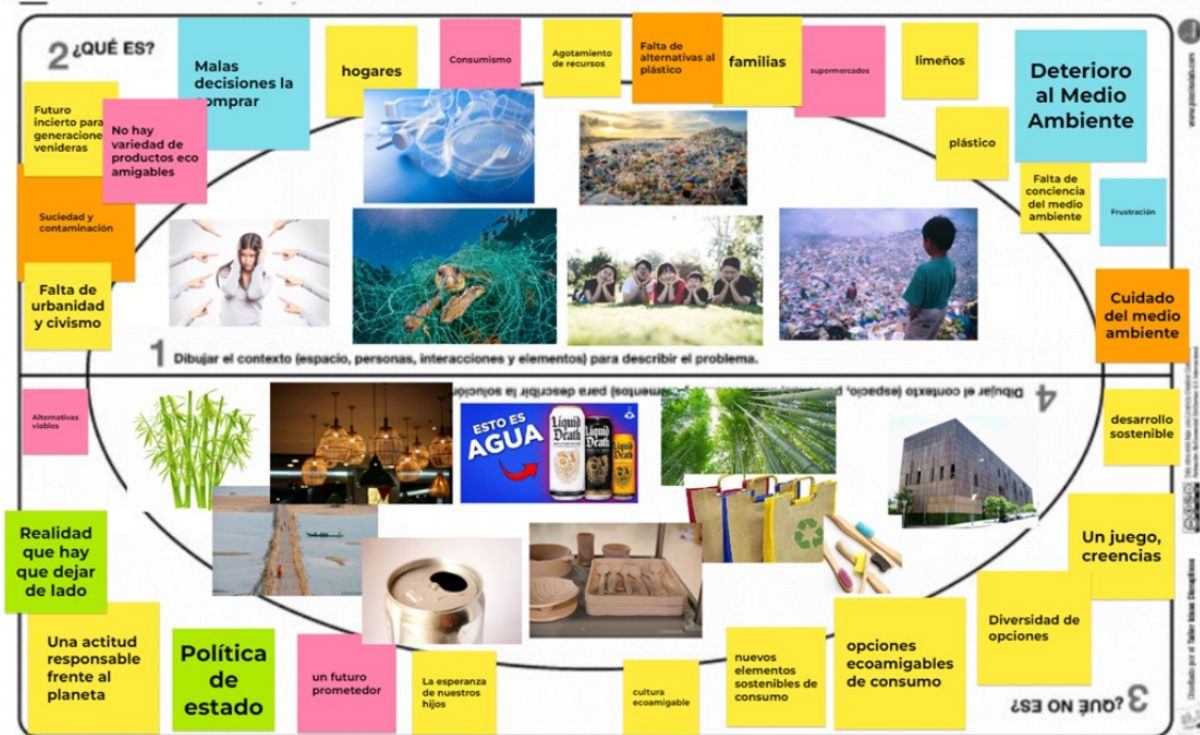 2 ¿QUÉ ES?
Malas
decisiones la
comprar
hogares
Consumismo
Agotamiento
de recursos
Falta de
alternativas al
plástico
familias
supermercados
limeños
Deterioro
al Medio
Ambiente
Futuro
incierto para
generacione
venideras
No hay
variedad de
productos eco
amigables
plástico
Falta de
conciencia
del medio
ambiente
Frustración
Suciedad y
contaminación
Falta de
urbanidad
y civismo
Cuidado
del medio
ambiente
1 Dibujar el contexto (espacio, personas, interacciones y elementos) para describir el problema.
4 Dibujar el contexto (espacio, p
mentos) para describir la solución
Alternativas
viables
ESTO ES
AGUA
Liquid
Death
Liquid
Death
Liquid
Death
desarrollo
sostenible
Realidad
que hay
que dejar
de lado
Un juego,
creencias
Una actitud
responsable
frente al
planeta
Política
de
estado
un futuro
prometedor
La esperanza
de nuestros
hijos
cultura
ecoamigable
nuevos
elementos
sostenibles de
consumo
opciones
ecoamigables
de consumo
Diversidad de
opciones
3 ¿QUÉ NO ES?